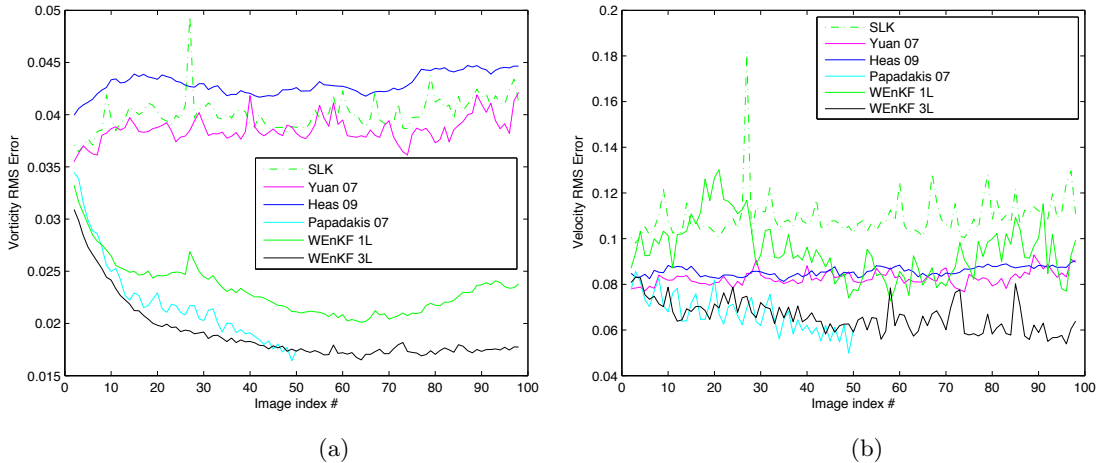 0.05
0.045
0.04
0.035
0.03
0.025
0.02
0.015
Vorticity RMS Error
0 10 20 30 40 50 60 70 80 90 100
Image index #
SLK
Yuan 07
Heas 09
Papadakis 07
WEnKF 1L
WEnKF 3L
(a)
0.2
0.18
0.16
0.14
0.12
0.1
0.08
0.06
0.04
Velocity RMS Error
0 10 20 30 40 50 60 70 80 90 100
Image index #
SLK
Yuan 07
Heas 09
Papadakis 07
WEnKF 1L
WEnKF 3L
(b)